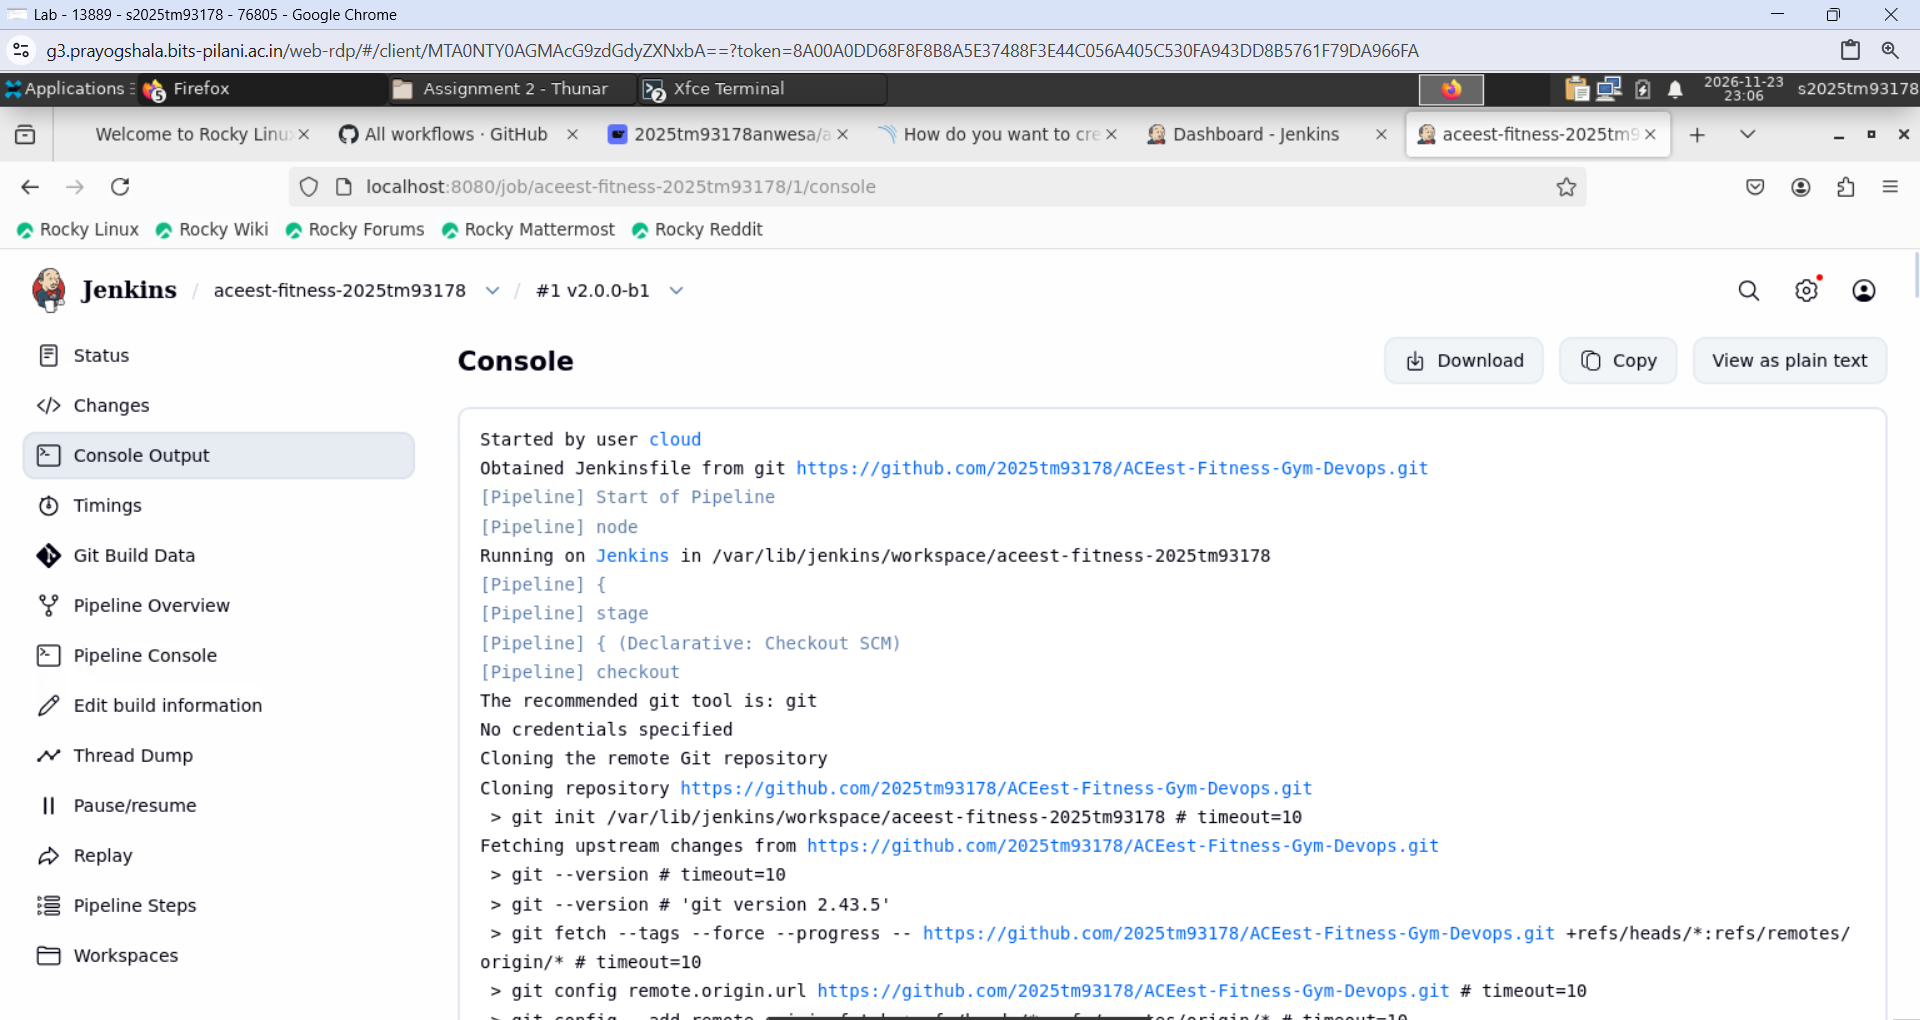 Lab - 13889 - s2025tm93178 - 76805 - Google Chrome
g3.prayogshala.bits-pilani.ac.in/web-rdp/#/client/MTA0NTY0AGMAcG9zdGdyZXNxbA==?token=8A00A0DD68F8F8B8A5E37488F3E44C056A405C530FA943DD8B5761F79DA966FA
Applications
5 Firefox
Assignment 2 - Thunar
2 Xfce Terminal
2026-11-23
23:06
s2025tm93178
Welcome to Rocky Linu
All workflows · GitHub
2025tm93178anwesa/a
How do you want to cre
Dashboard - Jenkins
aceest-fitness-2025tm9
localhost:8080/job/aceest-fitness-2025tm93178/1/console
Rocky Linux
Rocky Wiki
Rocky Forums
Rocky Mattermost
Rocky Reddit
Jenkins / aceest-fitness-2025tm93178 / #1 v2.0.0-b1
Status
Changes
Console Output
Timings
Git Build Data
Pipeline Overview
Pipeline Console
Edit build information
Thread Dump
Pause/resume
Replay
Pipeline Steps
Workspaces
Console
Download
Copy
View as plain text
Started by user cloud
Obtained Jenkinsfile from git https://github.com/2025tm93178/ACEest-Fitness-Gym-Devops.git
[Pipeline] Start of Pipeline
[Pipeline] node
Running on Jenkins in /var/lib/jenkins/workspace/aceest-fitness-2025tm93178
[Pipeline] {
[Pipeline] stage
[Pipeline] { (Declarative: Checkout SCM)
[Pipeline] checkout
The recommended git tool is: git
No credentials specified
Cloning the remote Git repository
Cloning repository https://github.com/2025tm93178/ACEest-Fitness-Gym-Devops.git
> git init /var/lib/jenkins/workspace/aceest-fitness-2025tm93178 # timeout=10
Fetching upstream changes from https://github.com/2025tm93178/ACEest-Fitness-Gym-Devops.git
> git --version # timeout=10
> git --version # 'git version 2.43.5'
> git fetch --tags --force --progress -- https://github.com/2025tm93178/ACEest-Fitness-Gym-Devops.git +refs/heads/*:refs/remotes/
origin/* # timeout=10
> git config remote.origin.url https://github.com/2025tm93178/ACEest-Fitness-Gym-Devops.git # timeout=10